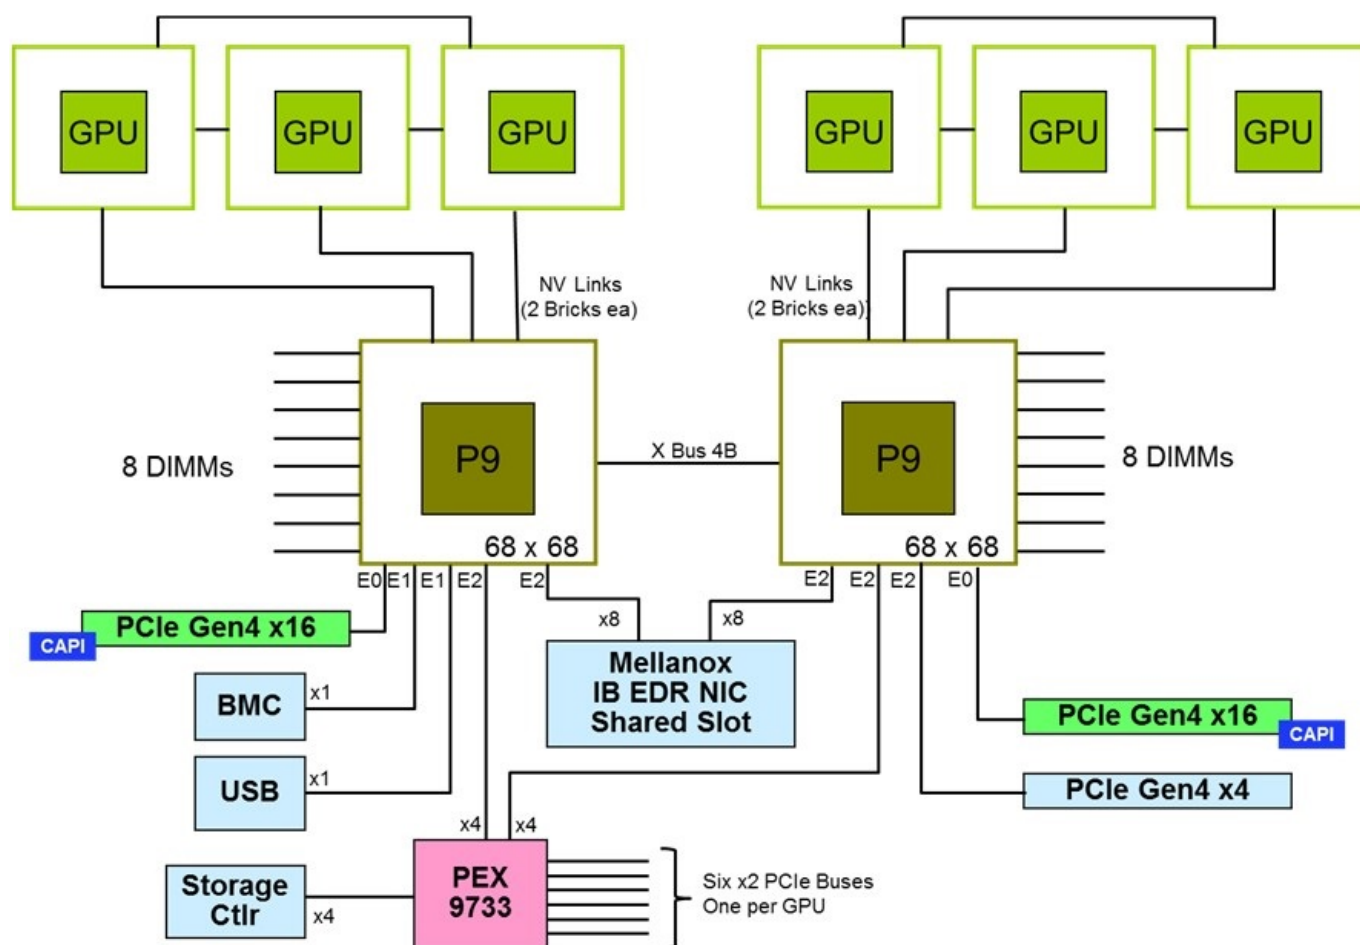 GPU
GPU
GPU
GPU
GPU
GPU
NV Links
(2 Bricks ea)
NV Links
(2 Bricks ea))
8 DIMMs
P9
X Bus 4B
P9
8 DIMMs
68 x 68
68 x 68
E0
E1
E1
E2
E2
E2
E2
E2
E0
PCIe Gen4 x16
CAPI
x8
x8
Mellanox
IB EDR NIC
Shared Slot
BMC
x1
PCIe Gen4 x16
CAPI
USB
x1
PCIe Gen4 x4
x4
x4
Storage
Ctlr
x4
PEX
9733
Six x2 PCIe Buses
One per GPU